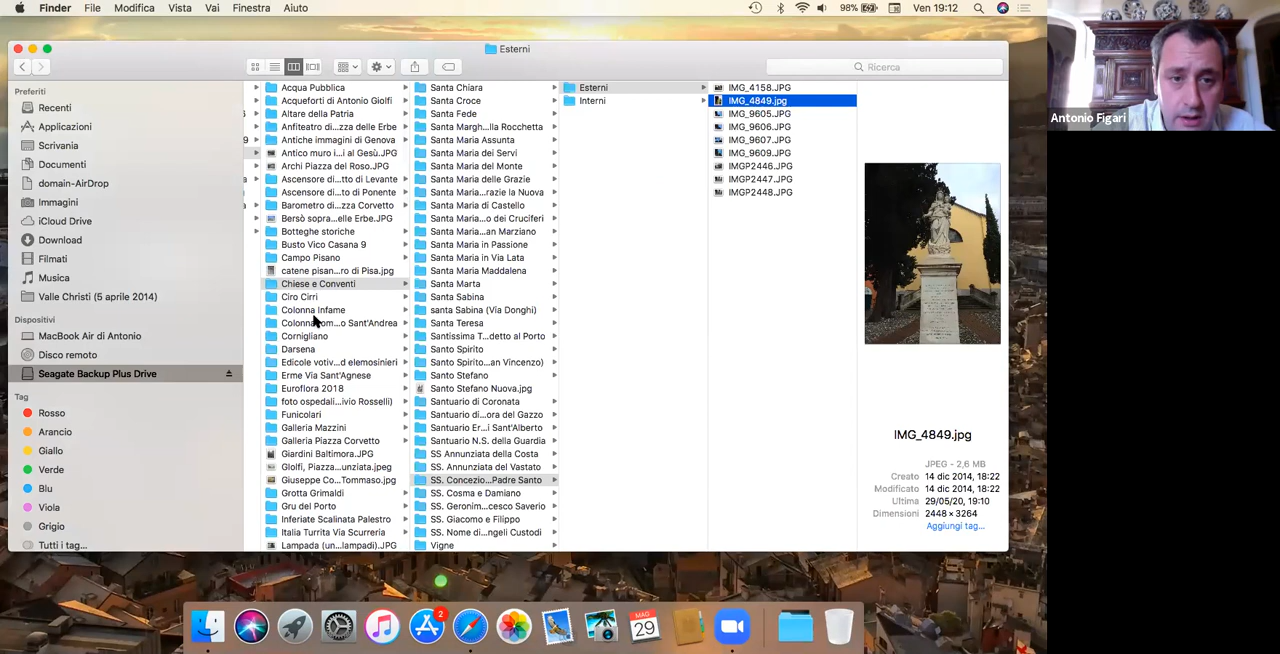 Finder File Modifica Vista Vai Finestra Aiuto 98% Ven 19:12
Esterni
Ricerca
Preferiti
Recenti
Applicazioni
Scrivania
Documenti
domain-AirDrop
Immagini
iCloud Drive
Download
Filmati
Musica
Valle Christi (5 aprile 2014)
Dispositivi
MacBook Air di Antonio
Disco remoto
Seagate Backup Plus Drive
Tag
Rosso
Arancio
Giallo
Verde
Blu
Viola
Grigio
Tutti i tag...
Acqua Pubblica
Acqueforti di Antonio Giolfi
Altare della Patria
Anfiteatro di...zza delle Erbe
Antiche immagini di Genova
9
Antico muro i...i al Gesù.JPG
Archi Piazza del Roso.JPG
Ascensore di...to di Levante
Ascensore di...to di Ponente
Barometro di...zza Corvetto
Bersò sopra...elle Erbe.JPG
Botteghe storiche
Busto Vico Casana 9
Campo Pisano
catene pisan...ro di Pisa.jpg
Chiese e Conventi
Ciro Cirri
Colonna Infame
Colonna rom...o Sant'Andrea
Cornigliano
Darsena
Edicole votiv...d elemosinieri
Erme Via Sant'Agnese
Euroflora 2018
foto ospedali...ivio Rosselli)
Funicolari
Galleria Mazzini
Galleria Piazza Corvetto
Giardini Baltimora.JPG
Giolfi, Piazza...unziata.jpeg
Giuseppe Co...Tommaso.jpg
Grotta Grimaldi
Gru del Porto
Inferiate Scalinata Palestro
Italia Turrita Via Scurreria
Lampada (un...lampadi).JPG
Santa Chiara
Santa Croce
Santa Fede
Santa Margh...lla Rocchetta
Santa Maria Assunta
Santa Maria dei Servi
Santa Maria del Monte
Santa Maria delle Grazie
Santa Maria...razie la Nuova
Santa Maria di Castello
Santa Maria...o dei Cruciferi
Santa Maria...an Marziano
Santa Maria in Passione
Santa Maria in Via Lata
Santa Maria Maddalena
Santa Marta
Santa Sabina
santa Sabina (Via Donghi)
Santa Teresa
Santissima T...detto al Porto
Santo Spirito
Santo Spirito...an Vincenzo)
Santo Stefano
Santo Stefano Nuova.jpg
Santuario di Coronata
Santuario di...ora del Gazzo
Santuario Er...i Sant'Alberto
Santuario N.S. della Guardia
SS Annunziata della Costa
SS. Annunziata del Vastato
SS. Concezio...Padre Santo
SS. Cosma e Damiano
SS. Geronim...cesco Saverio
SS. Giacomo e Filippo
SS. Nome di...ngeli Custodi
Vigne
Esterni
Interni
IMG_4158.JPG
IMG_4849.jpg
IMG_9605.JPG
IMG_9606.JPG
IMG_9607.JPG
IMG_9609.JPG
IMGP2446.JPG
IMGP2447.JPG
IMGP2448.JPG
IMG_4849.jpg
JPEG - 2,6 MB
Creato 14 dic 2014, 18:22
Modificato 14 dic 2014, 18:22
Ultima 29/05/20, 19:10
Dimensioni 2448 × 3264
Aggiungi tag...
Antonio Figari
2
MAG
29